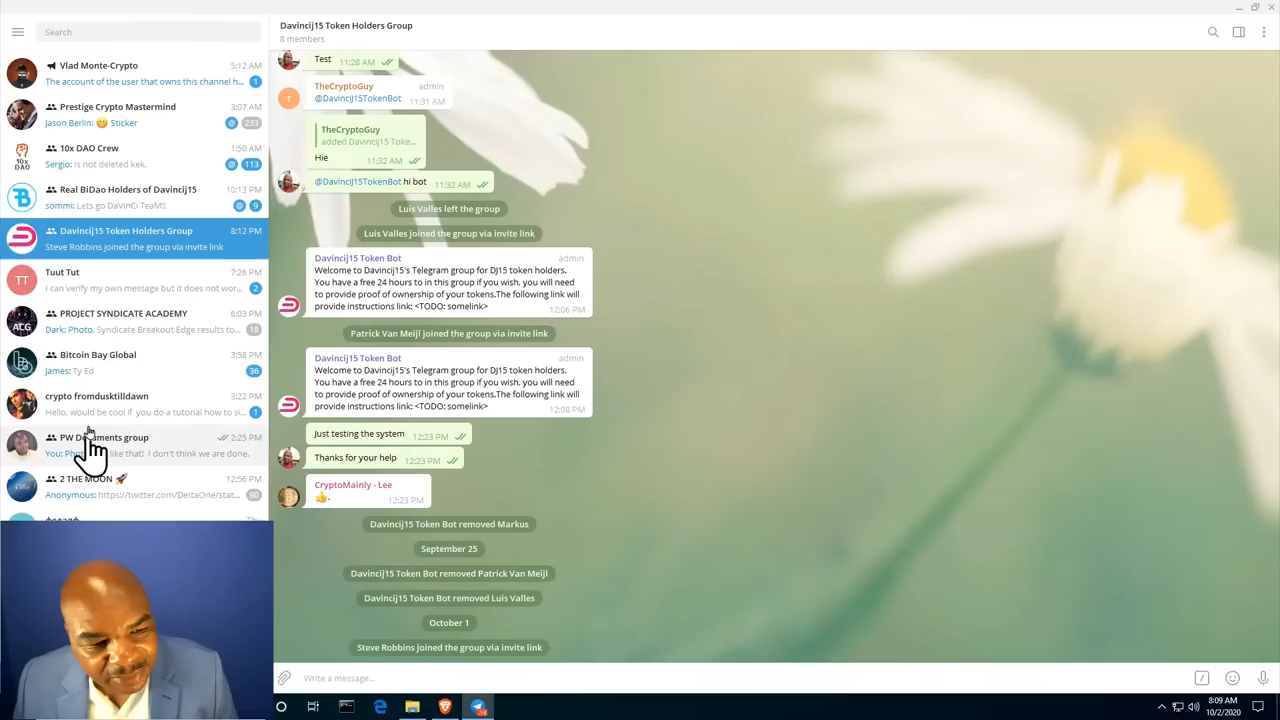 Search
Vlad Monte-Crypto 5:12 AM
The account of the user that owns this channel h... 1
Prestige Crypto Mastermind 3:07 AM
Jason Berlin: 🤭 Sticker @ 233
10x DAO Crew 1:50 AM
10x
DAO
Sergio: Is not deleted kek. @ 113
Real BiDao Holders of Davincij15 10:13 PM
sommi: Lets go DaVinCi TeaM!! @ 9
Davincij15 Token Holders Group 8:12 PM
Steve Robbins joined the group via invite link
TT
Tuut Tut 7:26 PM
I can verify my own message but it does not wor... 2
ACG
PROJECT SYNDICATE ACADEMY 6:03 PM
Dark: Photo, Syndicate Breakout Edge results to... 18
Bitcoin Bay Global 3:58 PM
James: Ty Ed 36
crypto fromdusktilldawn 3:22 PM
Hello, would be cool if you do a tutorial how to si... 1
PW group 2:25 PM
You: like that! I don't think we are done.
2 THE MOON 🚀 12:56 PM
Anonymous: https://twitter.com/DeItaOne/stat... 90
Davincij15 Token Holders Group
8 members
Test 11:28 AM
T
TheCryptoGuy admin
@DavinciJ15TokenBot 11:31 AM
TheCryptoGuy
added Davincij15 Toke...
Hie 11:32 AM
@DavinciJ15TokenBot hi bot 11:32 AM
Luis Valles left the group
Luis Valles joined the group via invite link
Davincij15 Token Bot admin
Welcome to Davincij15's Telegram group for DJ15 token holders.
You have a free 24 hours to in this group if you wish, you will need
to provide proof of ownership of your tokens.The following link will
provide instructions link: <TODO: somelink>
12:06 PM
Patrick Van Meijl joined the group via invite link
Davincij15 Token Bot admin
Welcome to Davincij15's Telegram group for DJ15 token holders.
You have a free 24 hours to in this group if you wish, you will need
to provide proof of ownership of your tokens.The following link will
provide instructions link: <TODO: somelink>
12:08 PM
Just testing the system 12:23 PM
Thanks for your help 12:23 PM
CryptoMainly - Lee
👍. 12:23 PM
Davincij15 Token Bot removed Markus
September 25
Davincij15 Token Bot removed Patrick Van Meijl
Davincij15 Token Bot removed Luis Valles
October 1
Steve Robbins joined the group via invite link
Write a message...
8:09 AM
10/2/2020